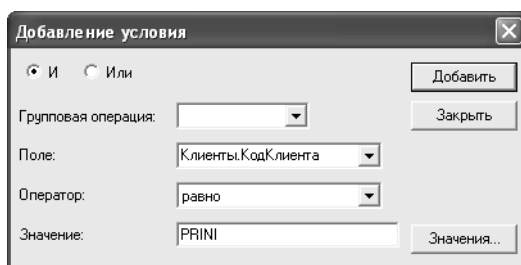 Добавление условия
И Или
Добавить
Групповая операция:
Закрыть
Поле: Клиенты.КодКлиента
Оператор: равно
Значение: PRINI
Значения...